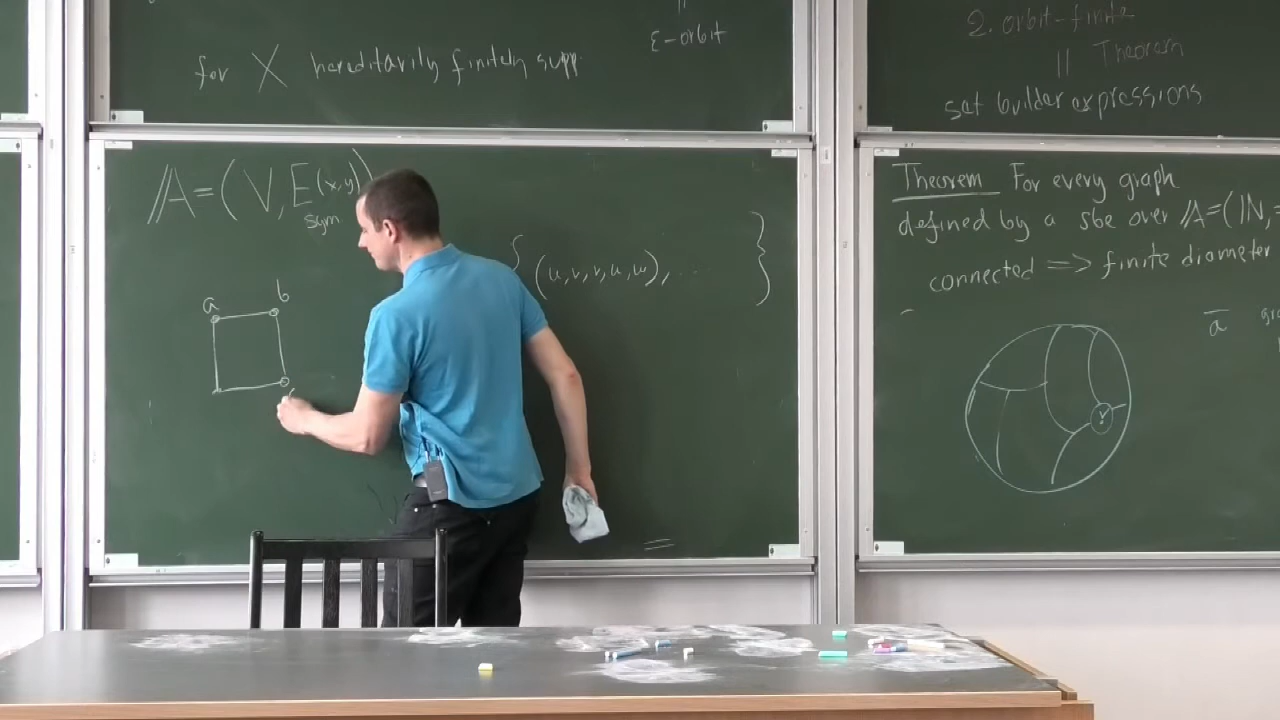 ||
ε-orbit
for X hereditarily finitely supp
𝔸=(V,E(x,y))
sym
{(u,v,v,u,w), ... }
a
b
2. orbit-finite
|| Theorem
set builder expressions
Theorem For every graph
defined by a sbe over 𝔸=(ℕ,=
connected ⟹ finite diameter
a̅